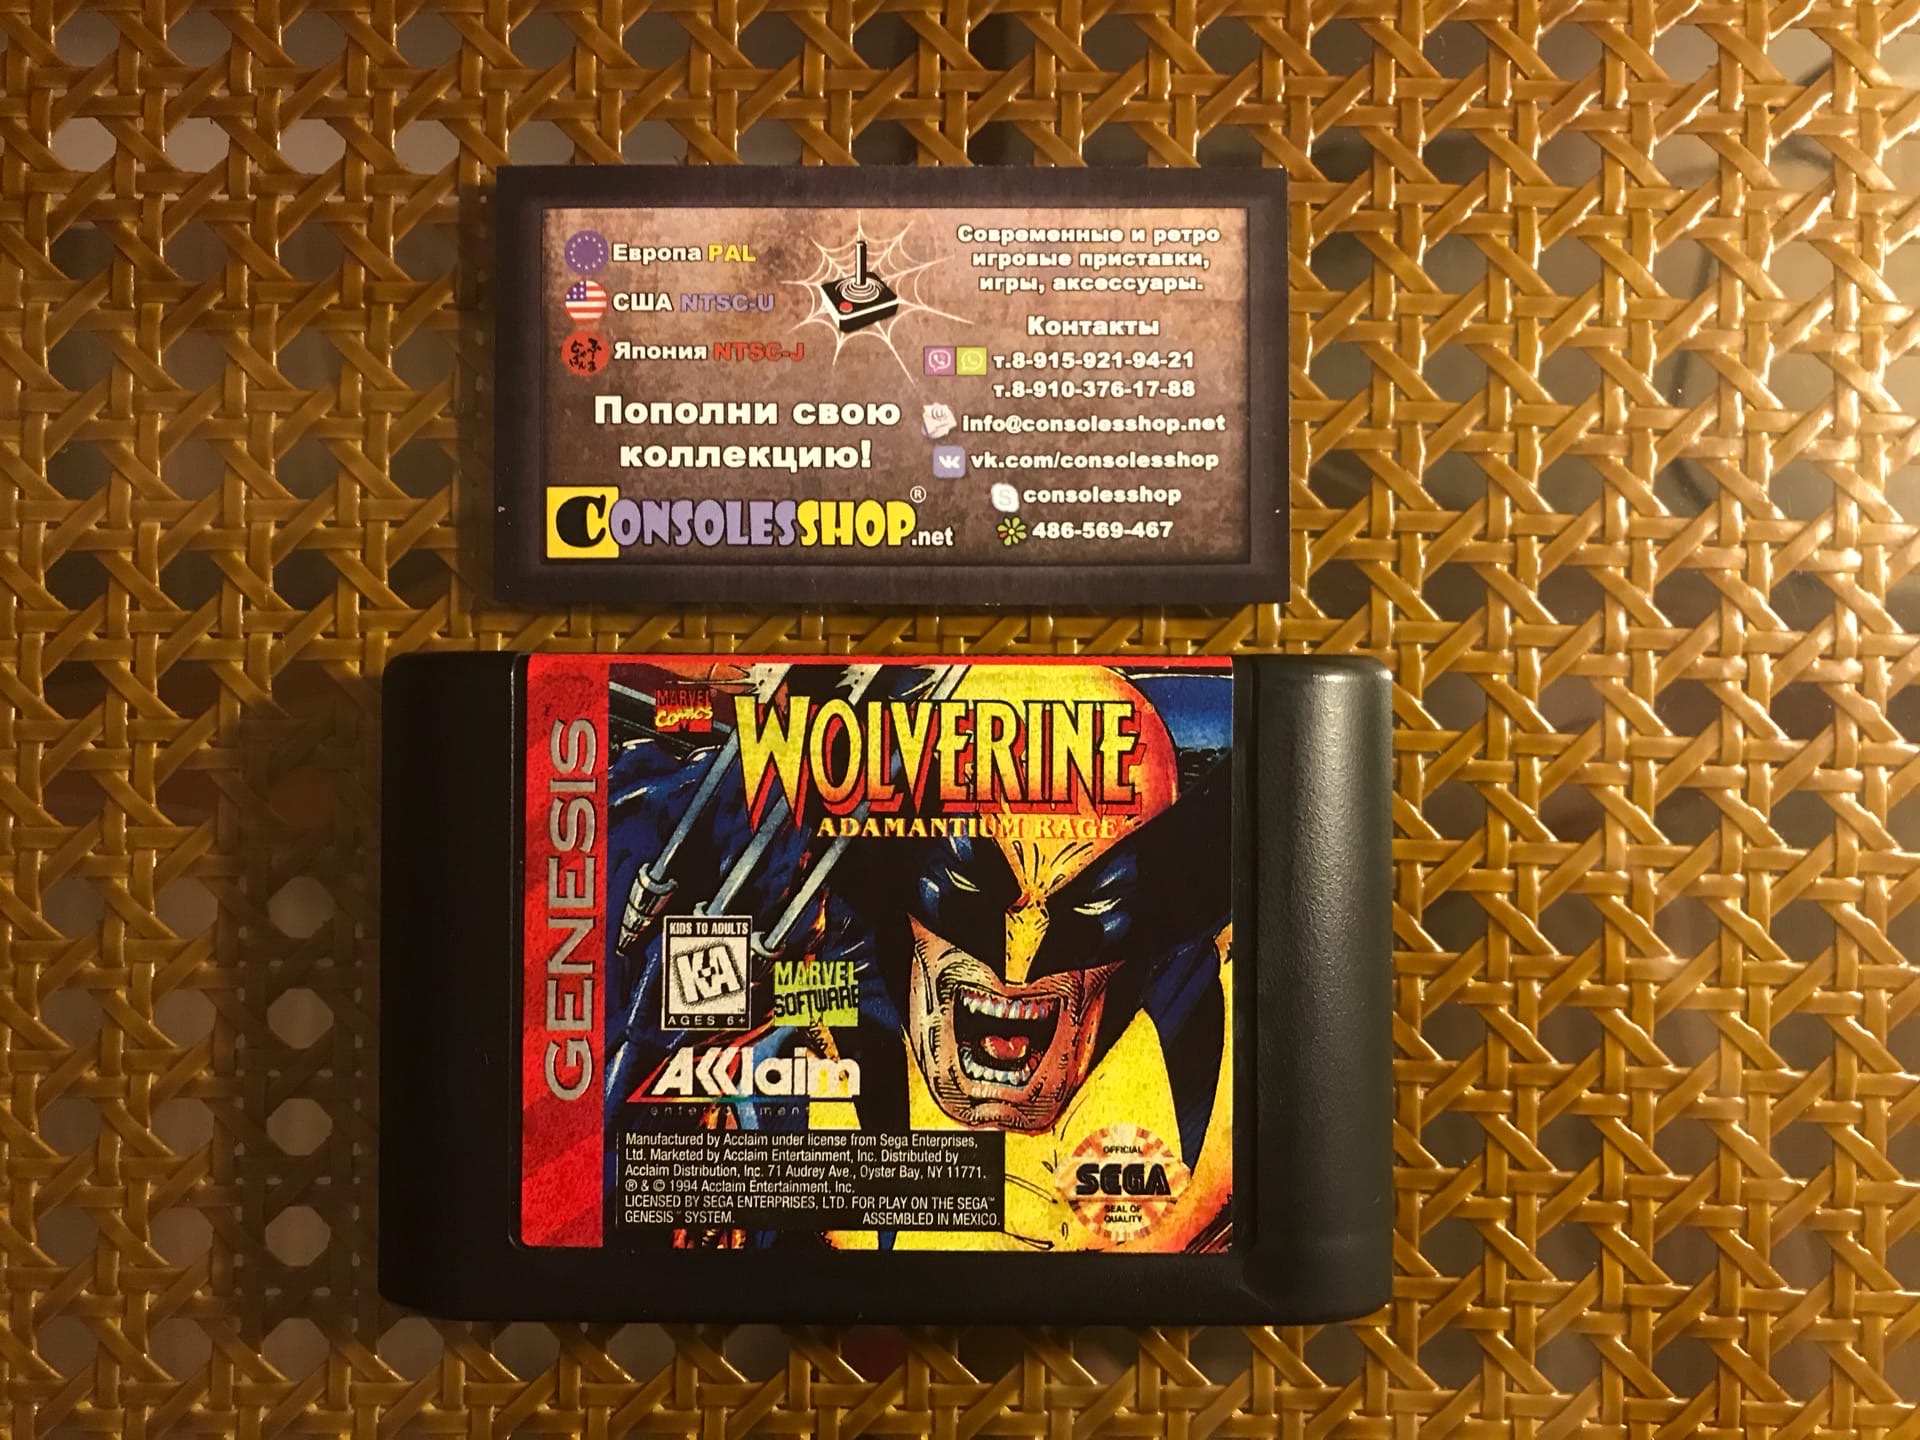 Европа PAL
США NTSC-U
Япония NTSC-J
Пополни свою
коллекцию!
CONSOLESSHOP.net
®
Современные и ретро
игровые приставки,
игры, аксессуары.
Контакты
т.8-915-921-94-21
т.8-910-376-17-88
info@consolesshop.net
vk.com/consolesshop
consolesshop
486-569-467
GENESIS
MARVEL
COMICS
WOLVERINE
ADAMANTIUM RAGE
KIDS TO ADULTS
K-A
AGES 6+
MARVEL
SOFTWARE
AKKlaim
entertainment
Manufactured by Acclaim under license from Sega Enterprises,
Ltd. Marketed by Acclaim Entertainment, Inc. Distributed by
Acclaim Distribution, Inc. 71 Audrey Ave., Oyster Bay, NY 11771.
® & © 1994 Acclaim Entertainment, Inc.
LICENSED BY SEGA ENTERPRISES, LTD. FOR PLAY ON THE SEGA™
GENESIS™ SYSTEM. ASSEMBLED IN MEXICO.
OFFICIAL
SEGA
SEAL OF
QUALITY